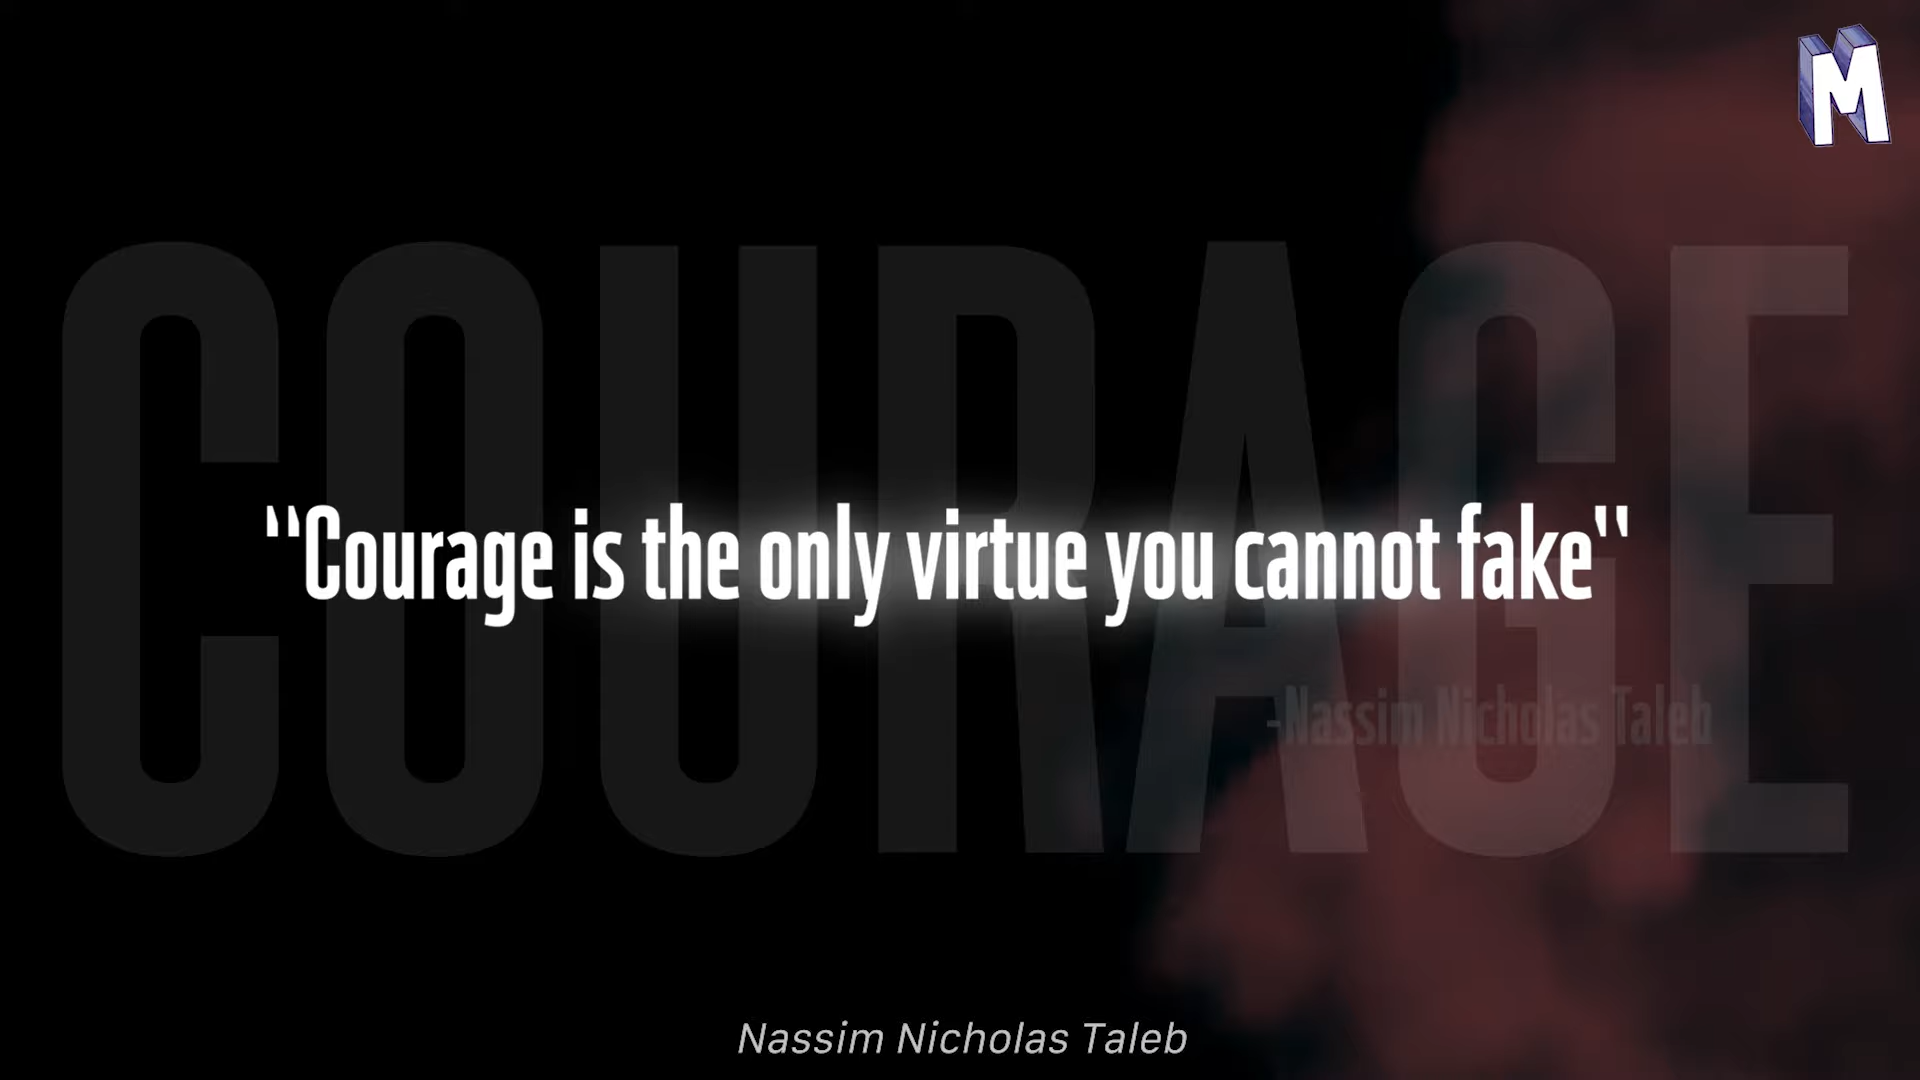 M
COURAGE
"Courage is the only virtue you cannot fake"
-Nassim Nicholas Taleb
Nassim Nicholas Taleb